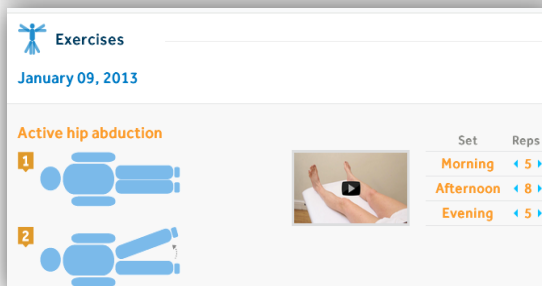 Exercises
January 09, 2013
Active hip abduction
1
2
Set Reps
Morning 5
Afternoon 8
Evening 5